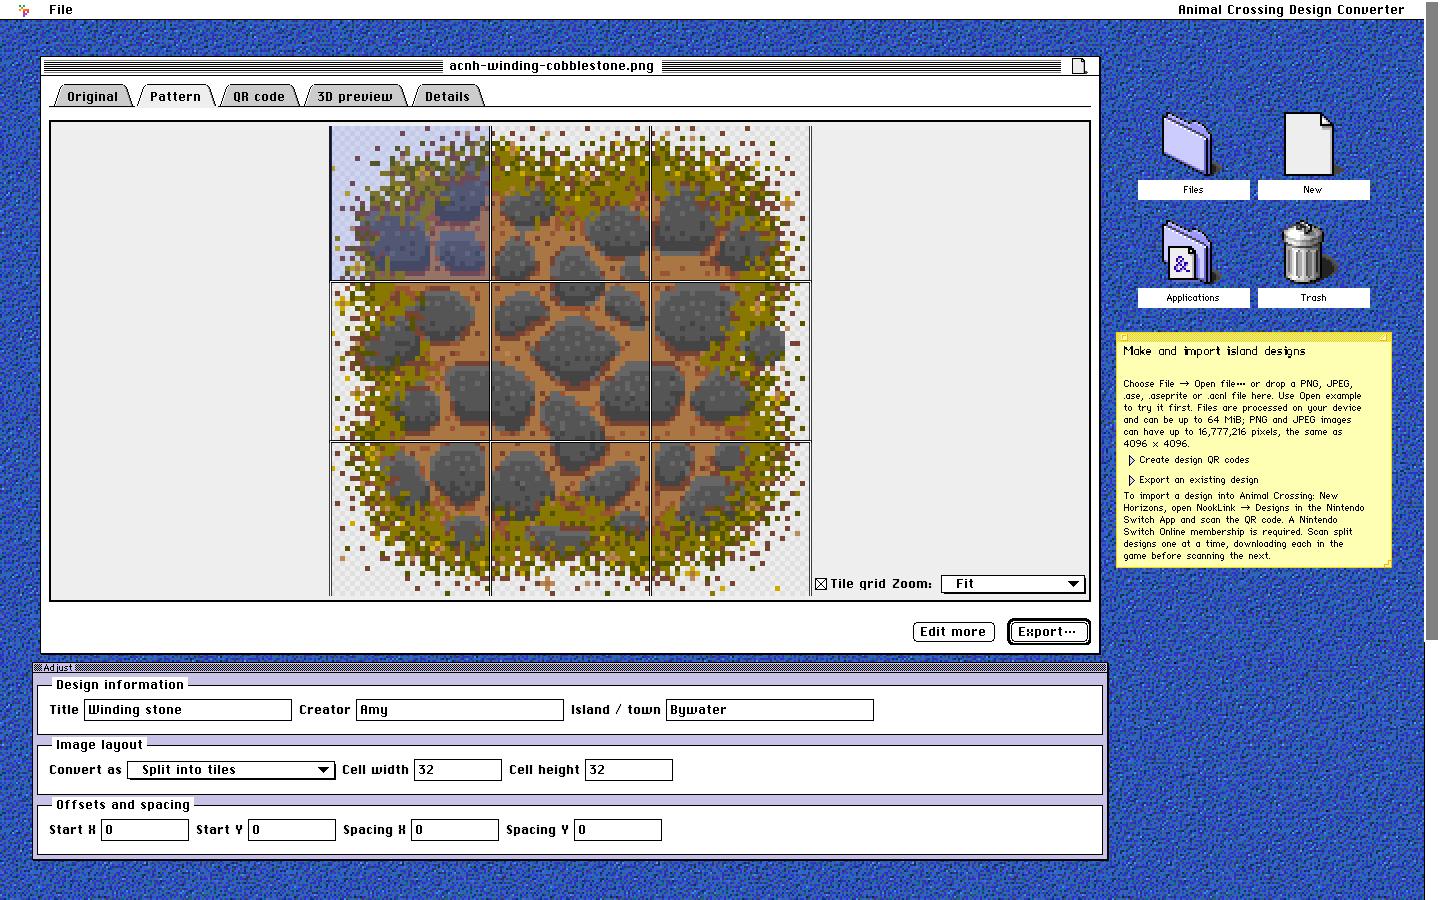 File
Animal Crossing Design Converter
acnh-winding-cobblestone.png
Original
Pattern
QR code
3D preview
Details
Tile grid
Zoom:
Fit
Edit more
Export…
Files
New
Applications
Trash
Make and import island designs
Choose File → Open file… or drop a PNG, JPEG,
.ase, .aseprite or .acnl file here. Use Open example
to try it first. Files are processed on your device
and can be up to 64 MiB; PNG and JPEG images
can have up to 16,777,216 pixels, the same as
4096 × 4096.
Create design QR codes
Export an existing design
To import a design into Animal Crossing: New
Horizons, open NookLink → Designs in the Nintendo
Switch App and scan the QR code. A Nintendo
Switch Online membership is required. Scan split
designs one at a time, downloading each in the
game before scanning the next.
Adjust
Design information
Title Winding stone Creator Amy Island / town Bywater
Image layout
Convert as Split into tiles Cell width 32 Cell height 32
Offsets and spacing
Start X 0 Start Y 0 Spacing X 0 Spacing Y 0